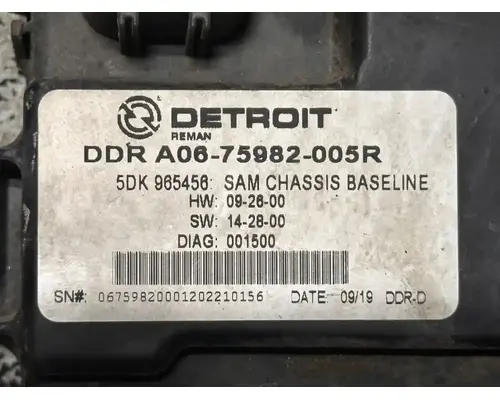 DETROIT
REMAN
DDR A06-75982-005R
5DK 965456: SAM CHASSIS BASELINE
HW: 09-26-00
SW: 14-28-00
DIAG: 001500
SN#: 06759820001202210156 DATE: 09/19 DDR-D